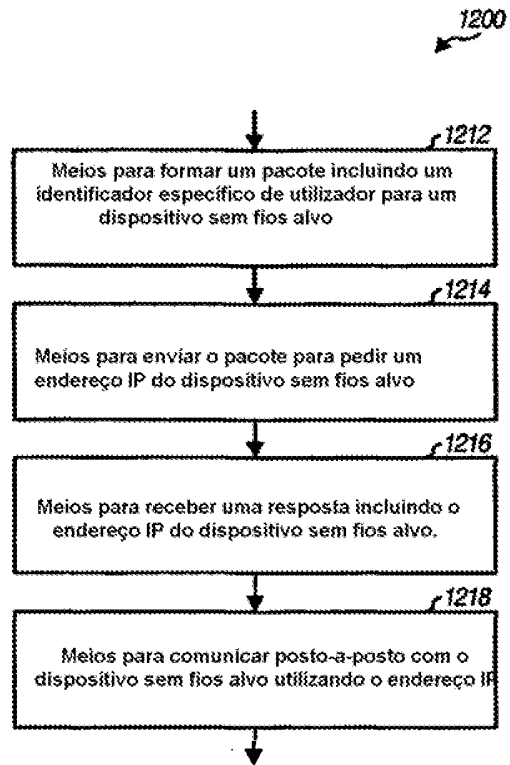 1200
1212
Meios para formar um pacote incluindo um
identificador específico de utilizador para um
dispositivo sem fios alvo
1214
Meios para enviar o pacote para pedir um
endereço IP do dispositivo sem fios alvo
1216
Meios para receber uma resposta incluindo o
endereço IP do dispositivo sem fios alvo.
1218
Meios para comunicar posto-a-posto com o
dispositivo sem fios alvo utilizando o endereço IP